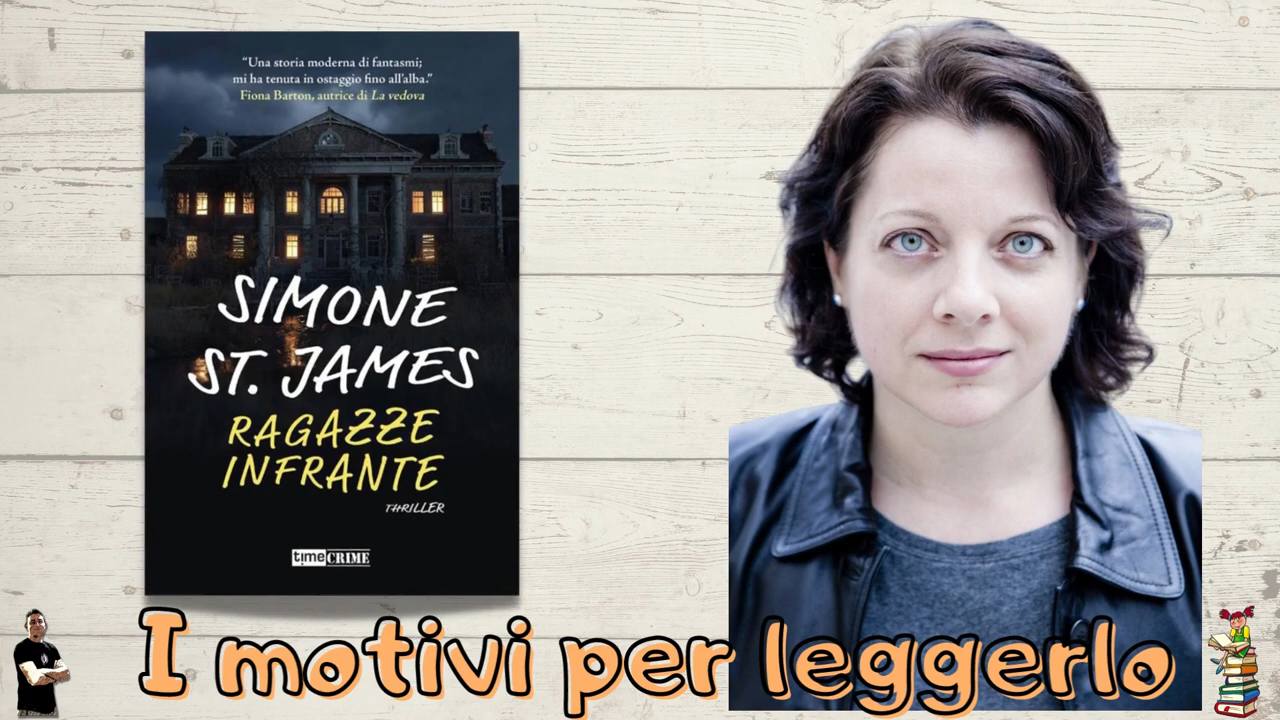 “Una storia moderna di fantasmi;
mi ha tenuta in ostaggio fino all’alba.”
Fiona Barton, autrice di La vedova
SIMONE
ST. JAMES
RAGAZZE
INFRANTE
THRILLER
time CRIME
I motivi per leggerlo